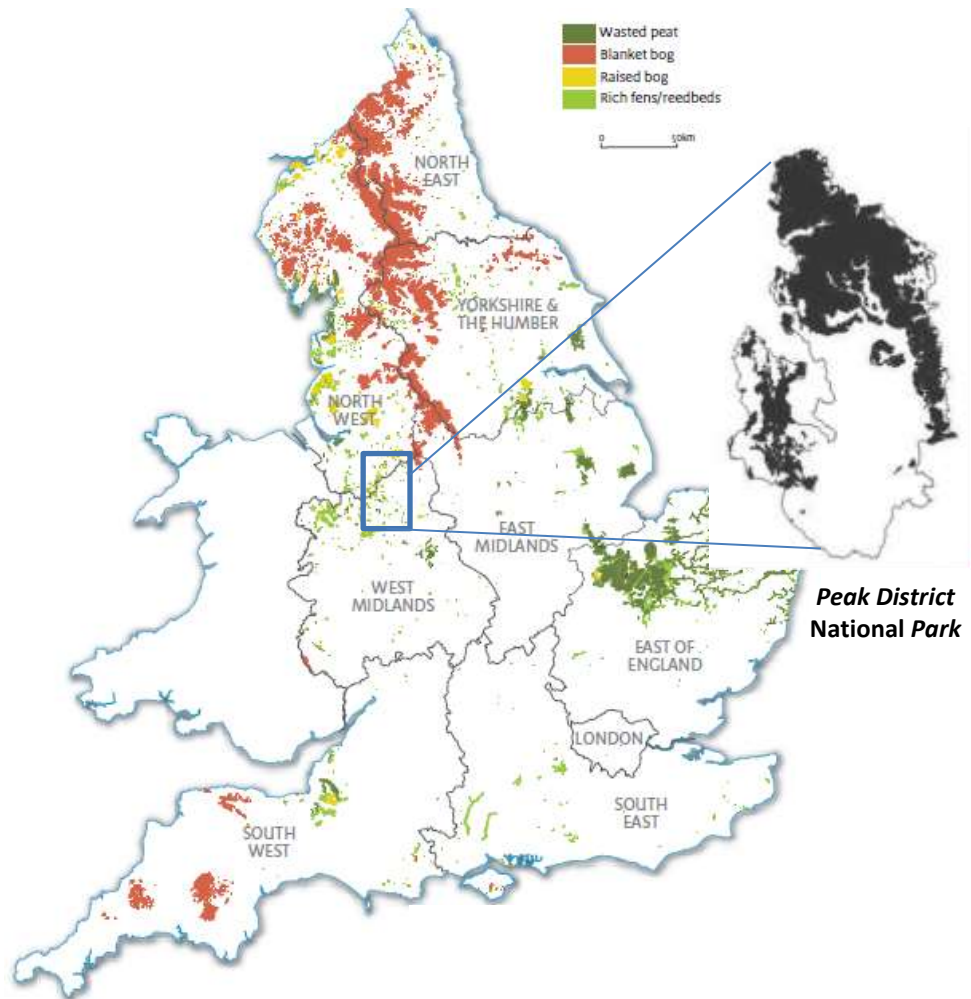 Wasted peat
Blanket bog
Raised bog
Rich fens/reedbeds
0 50km
NORTH
EAST
YORKSHIRE &
THE HUMBER
NORTH
WEST
EAST
MIDLANDS
WEST
MIDLANDS
Peak District
National Park
EAST OF
ENGLAND
LONDON
SOUTH
EAST
SOUTH
WEST